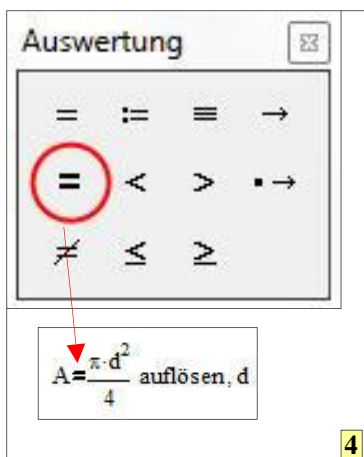 Auswertung
= := ≡ →
= < > ▪ →
≠ ≤ ≥
A=π·d²/4 auflösen, d
4